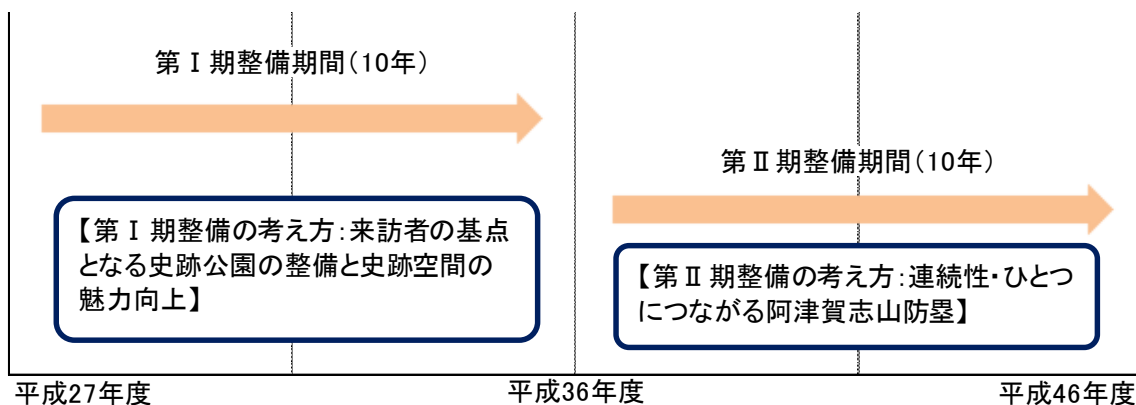 第Ⅰ期整備期間（10年）
第Ⅱ期整備期間（10年）
【第Ⅰ期整備の考え方：来訪者の基点
となる史跡公園の整備と史跡空間の
魅力向上】
【第Ⅱ期整備の考え方：連続性・ひとつ
につながる阿津賀志山防塁】
平成27年度
平成36年度
平成46年度